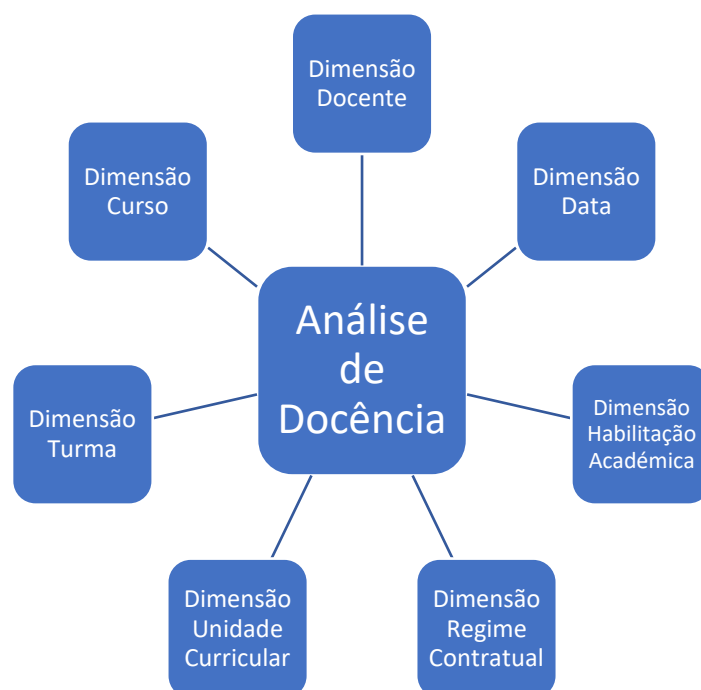 Dimensão
Docente
Dimensão
Curso
Dimensão
Data
Análise
de
Docência
Dimensão
Turma
Dimensão
Habilitação
Académica
Dimensão
Unidade
Curricular
Dimensão
Regime
Contratual